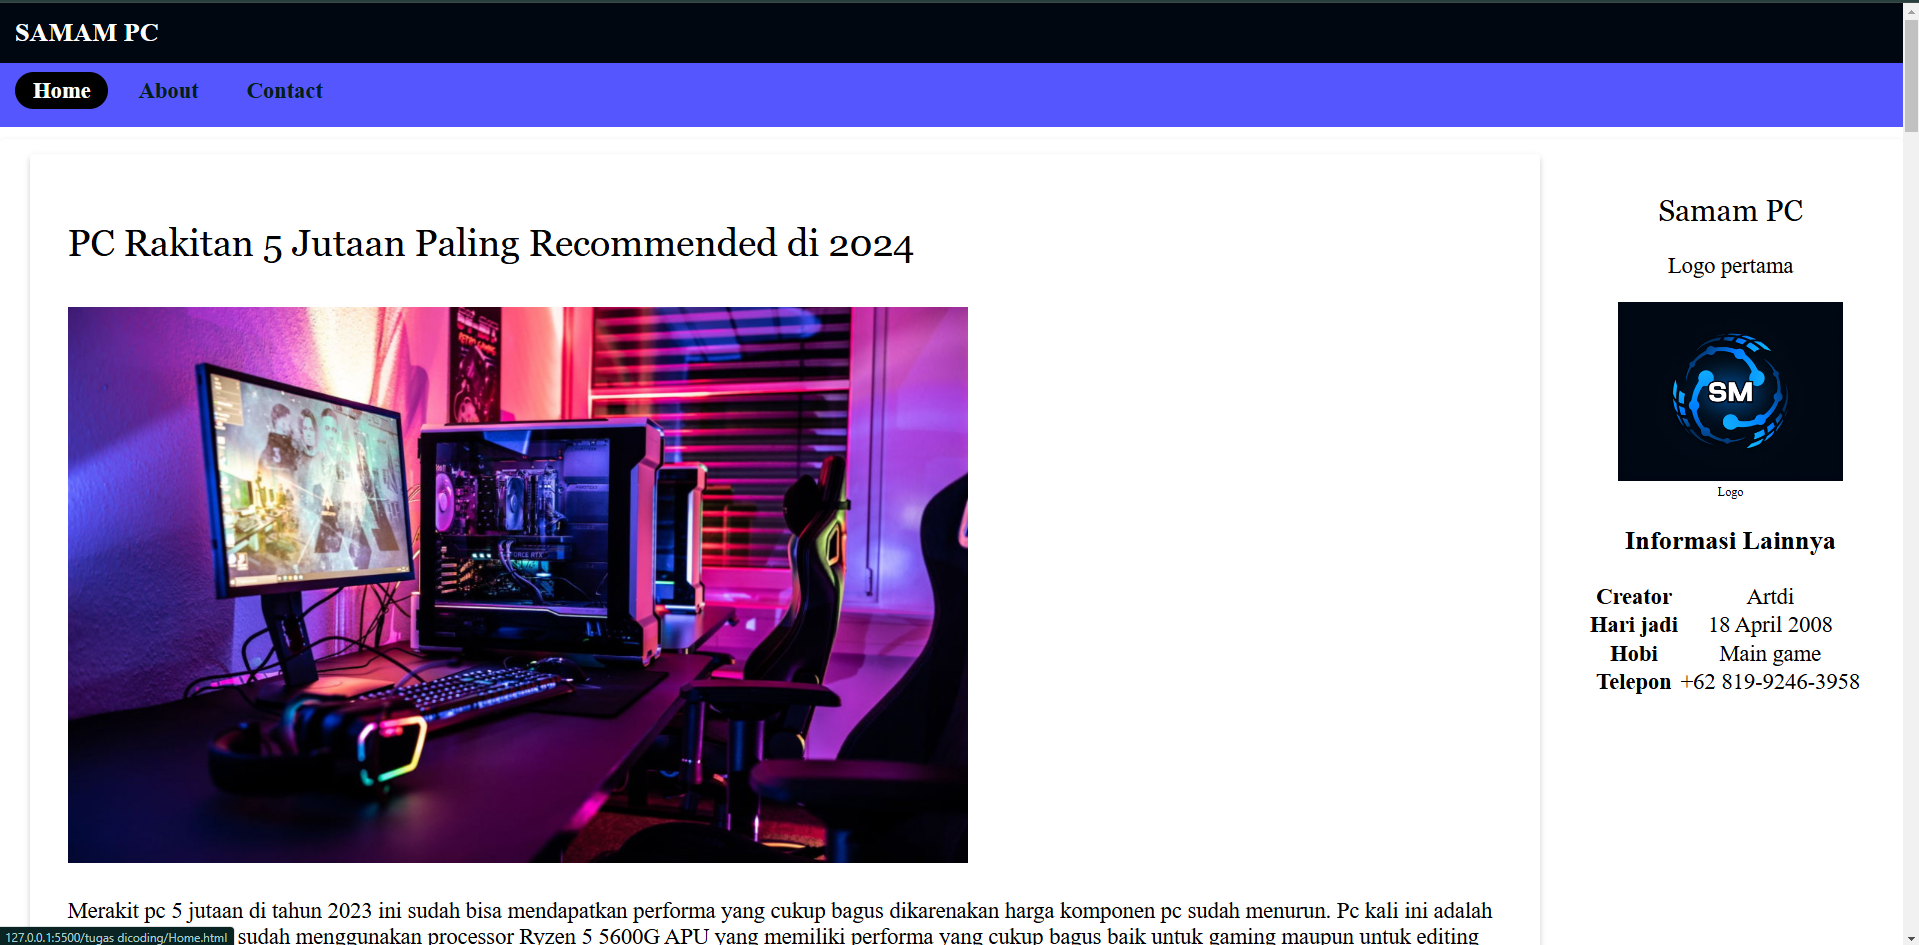 SAMAM PC
Home About Contact
PC Rakitan 5 Jutaan Paling Recommended di 2024
FORCE RTX
Merakit pc 5 jutaan di tahun 2023 ini sudah bisa mendapatkan performa yang cukup bagus dikarenakan harga komponen pc sudah menurun. Pc kali ini adalah
sudah menggunakan processor Ryzen 5 5600G APU yang memiliki performa yang cukup bagus baik untuk gaming maupun untuk editing
Samam PC
Logo pertama
SM
Logo
Informasi Lainnya
Creator Artdi
Hari jadi 18 April 2008
Hobi Main game
Telepon +62 819-9246-3958
127.0.0.1:5500/tugas dicoding/Home.html